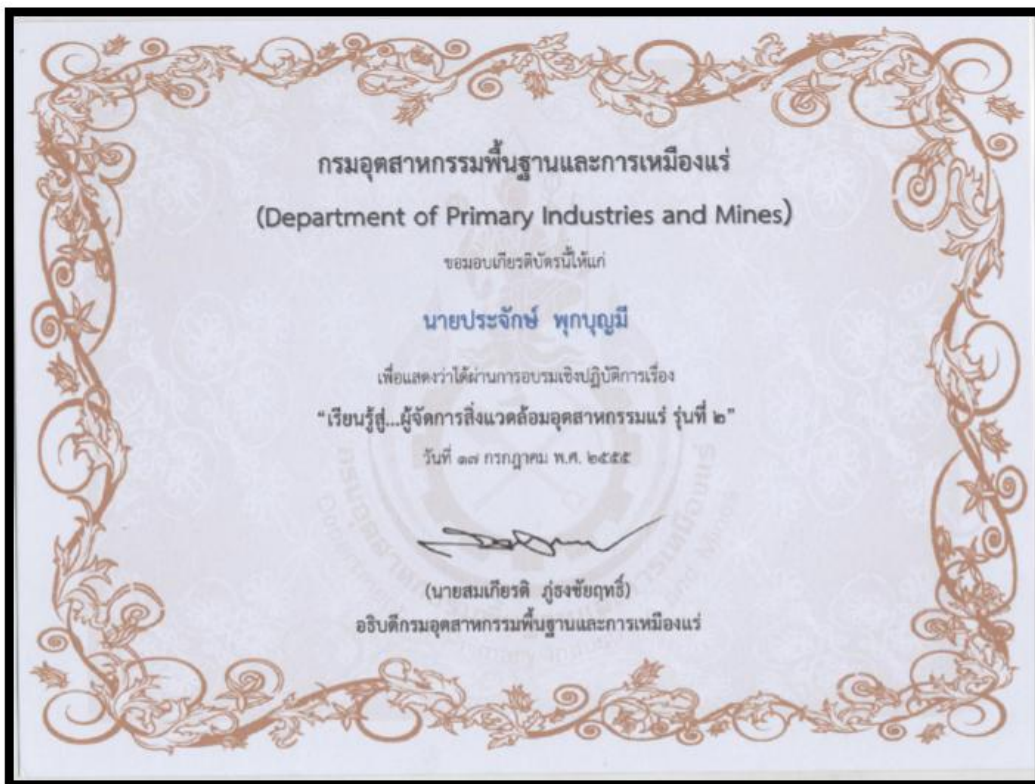 กรมอุตสาหกรรมพื้นฐานและการเหมืองแร่
(Department of Primary Industries and Mines)
ขอมอบเกียรติบัตรนี้ให้แก่
นายประจักษ์ พุกบุญมี
เพื่อแสดงว่าได้ผ่านการอบรมเชิงปฏิบัติการเรื่อง
“เรียนรู้สู่...ผู้จัดการสิ่งแวดล้อมอุตสาหกรรมแร่ รุ่นที่ ๒”
วันที่ ๑๗ กรกฎาคม พ.ศ. ๒๕๕๕
(นายสมเกียรติ ภู่ธงชัยฤทธิ์)
อธิบดีกรมอุตสาหกรรมพื้นฐานและการเหมืองแร่